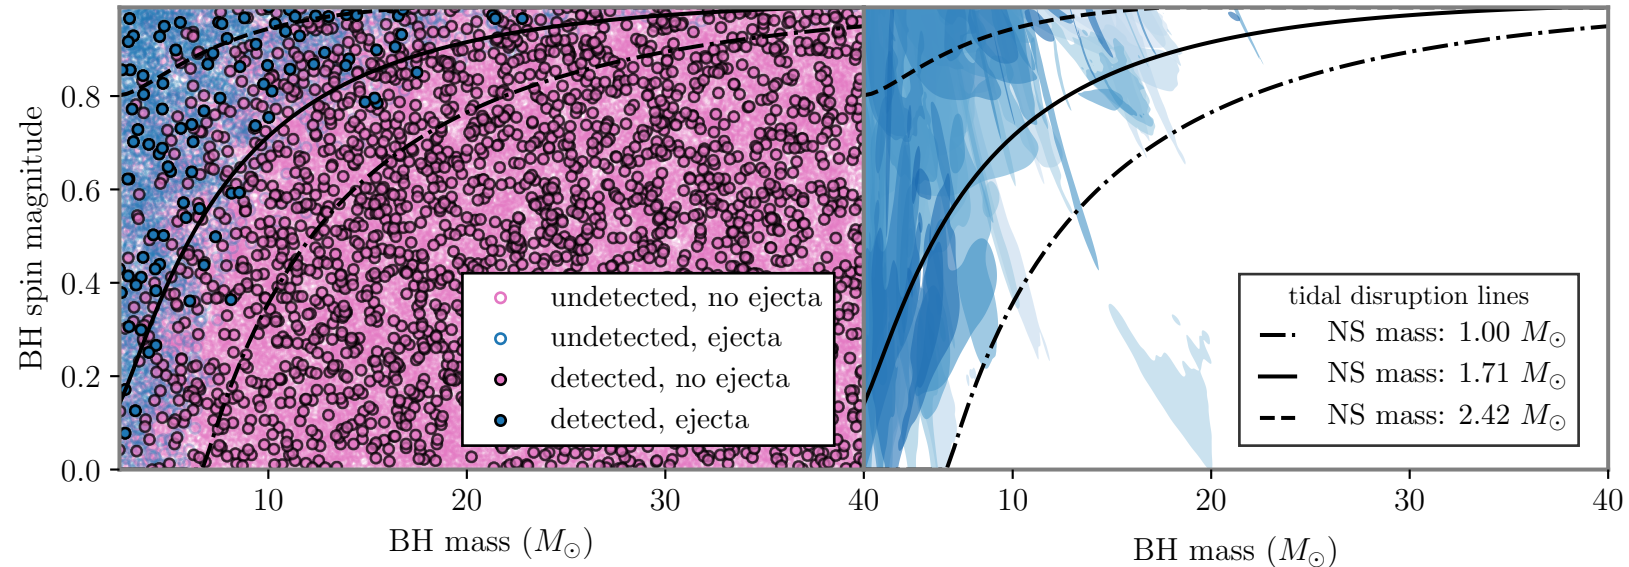 BH spin magnitude
0.8
0.6
0.4
0.2
0.0
undetected, no ejecta
undetected, ejecta
detected, no ejecta
detected, ejecta
10
20
30
40
BH mass (M⊙)
tidal disruption lines
NS mass: 1.00 M⊙
NS mass: 1.71 M⊙
NS mass: 2.42 M⊙
10
20
30
40
BH mass (M⊙)